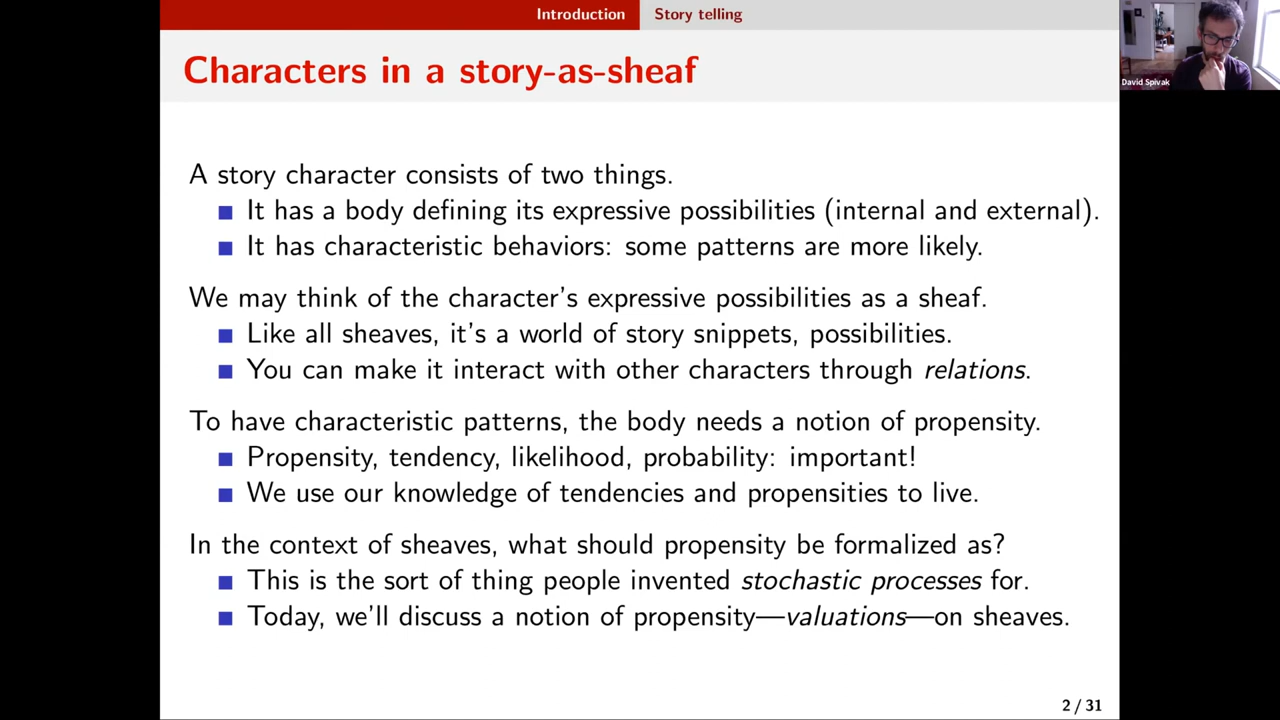 Introduction Story telling
David Spivak
Characters in a story-as-sheaf
A story character consists of two things.
It has a body defining its expressive possibilities (internal and external).
It has characteristic behaviors: some patterns are more likely.
We may think of the character's expressive possibilities as a sheaf.
Like all sheaves, it's a world of story snippets, possibilities.
You can make it interact with other characters through relations.
To have characteristic patterns, the body needs a notion of propensity.
Propensity, tendency, likelihood, probability: important!
We use our knowledge of tendencies and propensities to live.
In the context of sheaves, what should propensity be formalized as?
This is the sort of thing people invented stochastic processes for.
Today, we'll discuss a notion of propensity—valuations—on sheaves.
2 / 31